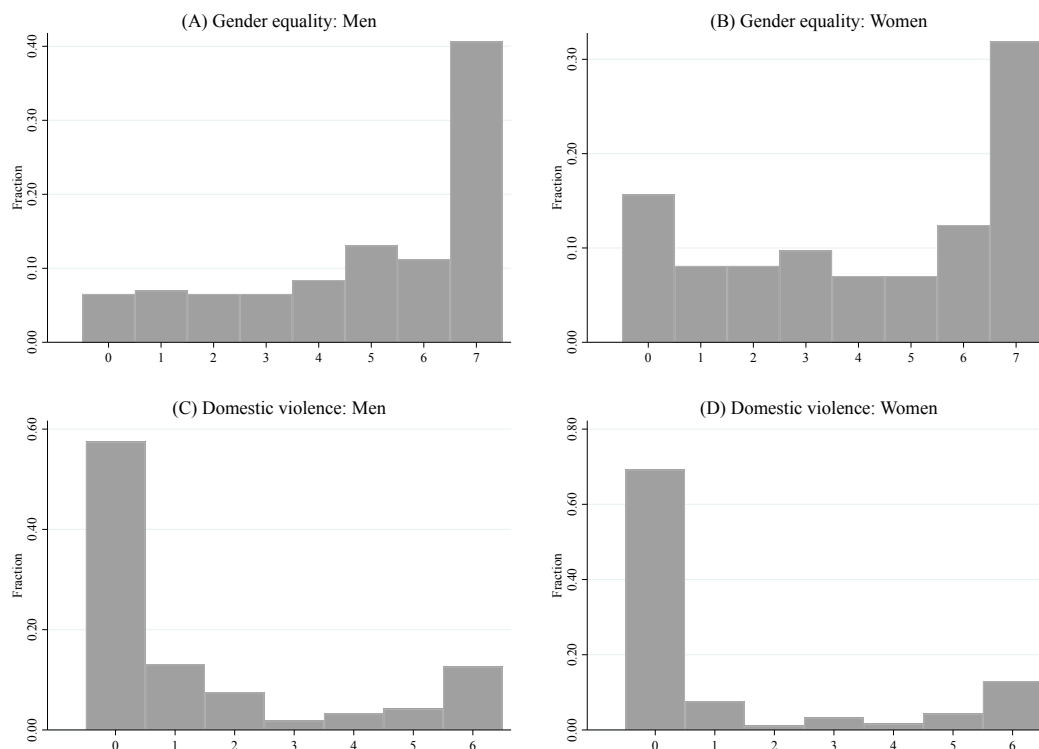 (A) Gender equality: Men
Fraction
0.40
0.30
0.20
0.10
0.00
0 1 2 3 4 5 6 7
(B) Gender equality: Women
Fraction
0.30
0.20
0.10
0.00
0 1 2 3 4 5 6 7
(C) Domestic violence: Men
Fraction
0.60
0.40
0.20
0.00
0 1 2 3 4 5 6
(D) Domestic violence: Women
Fraction
0.80
0.60
0.40
0.20
0.00
0 1 2 3 4 5 6